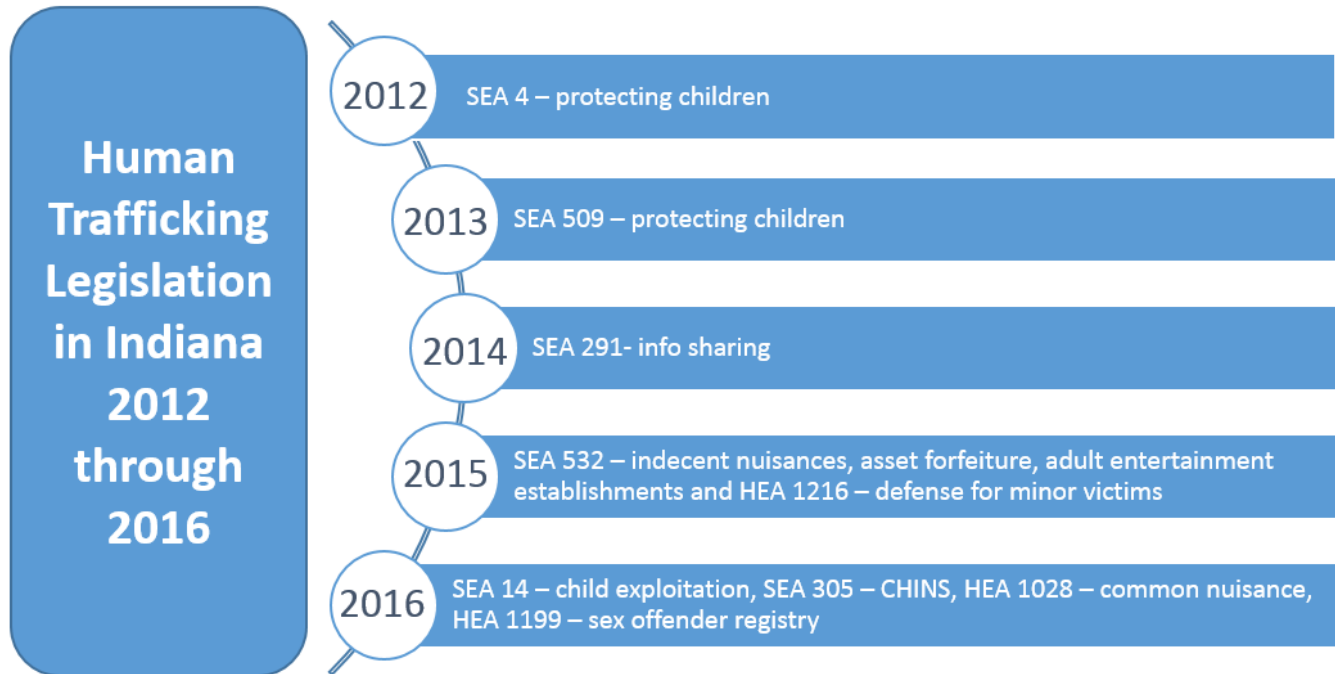 Human
Trafficking
Legislation
in Indiana
2012
through
2016
2012
SEA 4 – protecting children
2013
SEA 509 – protecting children
2014
SEA 291- info sharing
2015
SEA 532 – indecent nuisances, asset forfeiture, adult entertainment
establishments and HEA 1216 – defense for minor victims
2016
SEA 14 – child exploitation, SEA 305 – CHINS, HEA 1028 – common nuisance,
HEA 1199 – sex offender registry